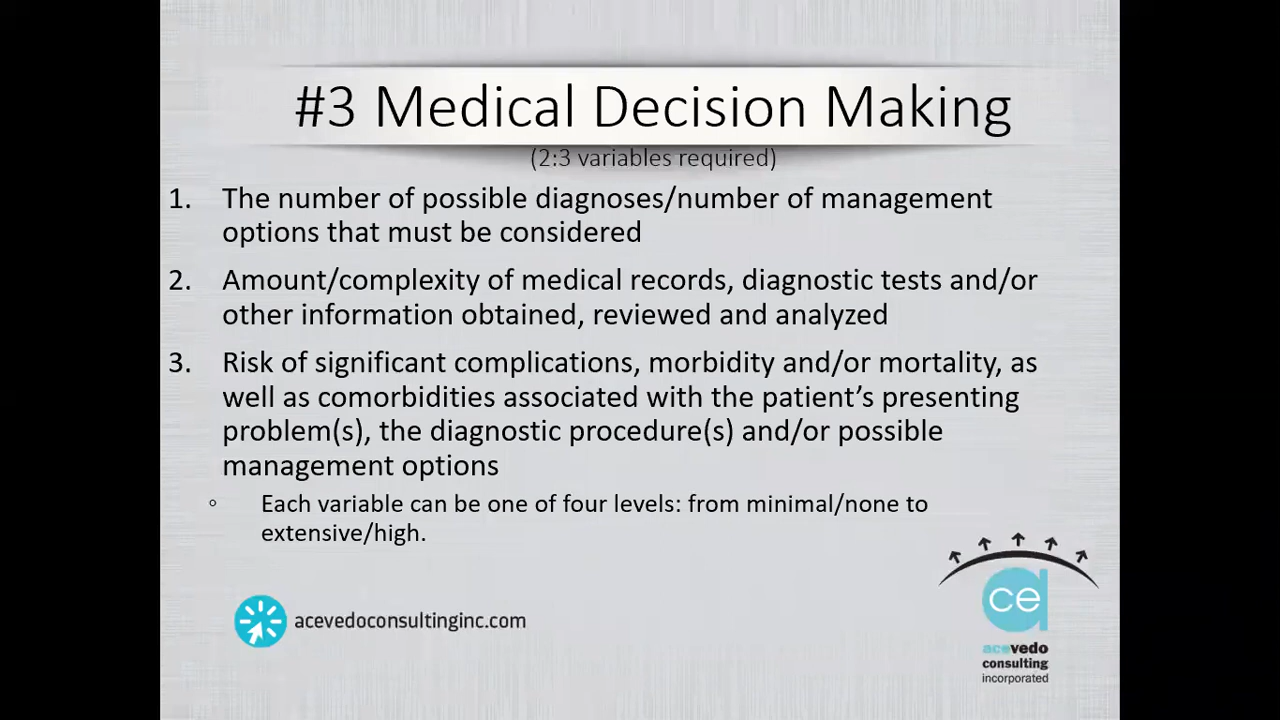 #3 Medical Decision Making
(2:3 variables required)
1. The number of possible diagnoses/number of management
options that must be considered
2. Amount/complexity of medical records, diagnostic tests and/or
other information obtained, reviewed and analyzed
3. Risk of significant complications, morbidity and/or mortality, as
well as comorbidities associated with the patient’s presenting
problem(s), the diagnostic procedure(s) and/or possible
management options
◦ Each variable can be one of four levels: from minimal/none to
extensive/high.
acevedoconsultinginc.com
ce
acevedo
consulting
incorporated